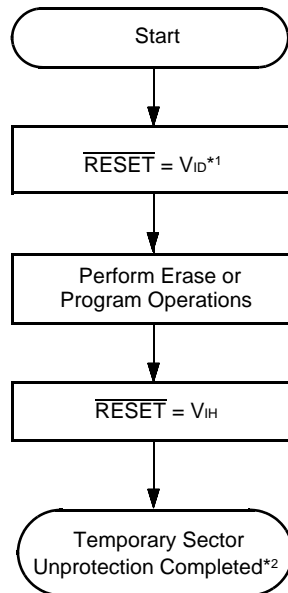 Start
RESET = VID*1
Perform Erase or
Program Operations
RESET = VIH
Temporary Sector
Unprotection Completed*2